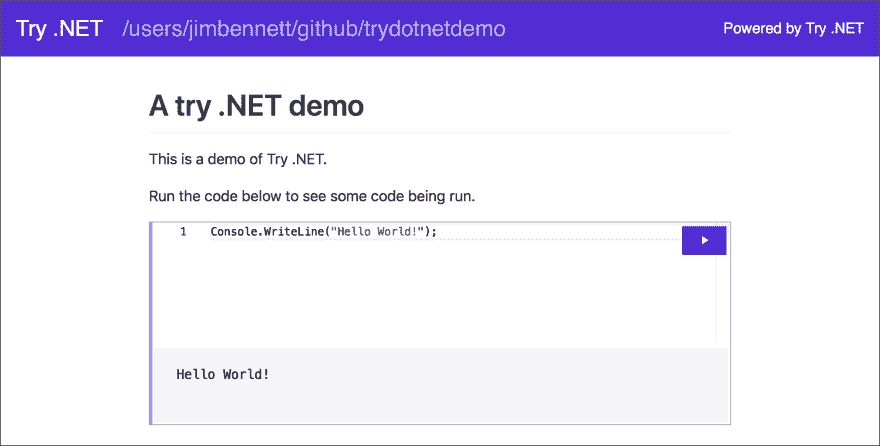 Try .NET /users/jimbennett/github/trydotnetdemo Powered by Try .NET
A try .NET demo
This is a demo of Try .NET.
Run the code below to see some code being run.
1 Console.WriteLine("Hello World!");
Hello World!